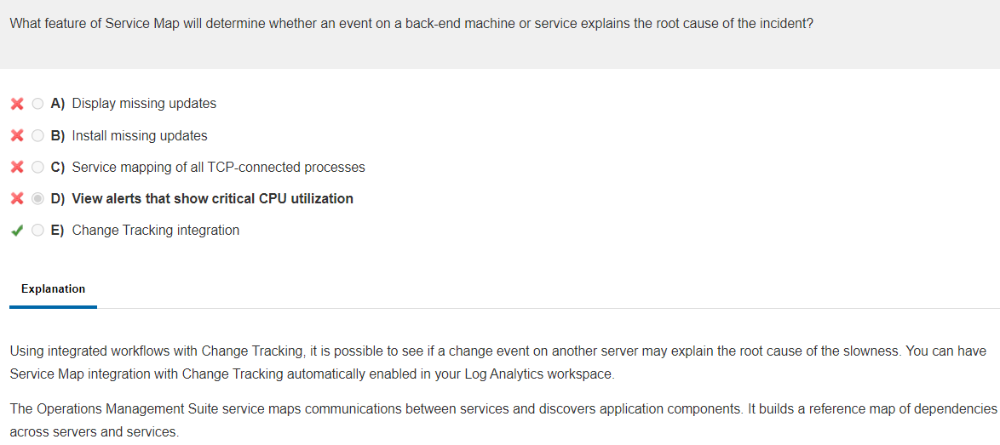 What feature of Service Map will determine whether an event on a back-end machine or service explains the root cause of the incident?
A) Display missing updates
B) Install missing updates
C) Service mapping of all TCP-connected processes
D) View alerts that show critical CPU utilization
E) Change Tracking integration
Explanation
Using integrated workflows with Change Tracking, it is possible to see if a change event on another server may explain the root cause of the slowness. You can have
Service Map integration with Change Tracking automatically enabled in your Log Analytics workspace.
The Operations Management Suite service maps communications between services and discovers application components. It builds a reference map of dependencies
across servers and services.